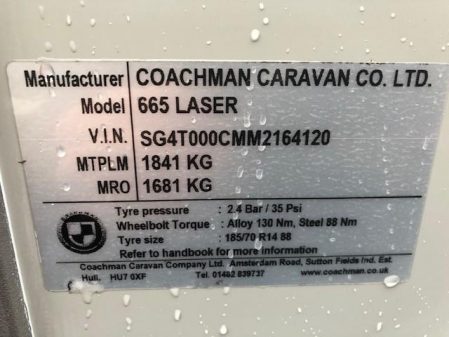 Manufacturer COACHMAN CARAVAN CO. LTD.
Model 665 LASER
V.I.N. SG4T000CMM2164120
MTPLM 1841 KG
MRO 1681 KG
Tyre pressure : 2.4 Bar / 35 Psi
Wheelbolt Torque : Alloy 130 Nm, Steel 88 Nm
Tyre size : 185/70 R14 88
Refer to handbook for more information
Coachman Caravan Company Ltd. Amsterdam Road, Sutton Fields Ind. Est.
Hull, HU7 0XF Tel. 01482 839737 www.coachman.co.uk